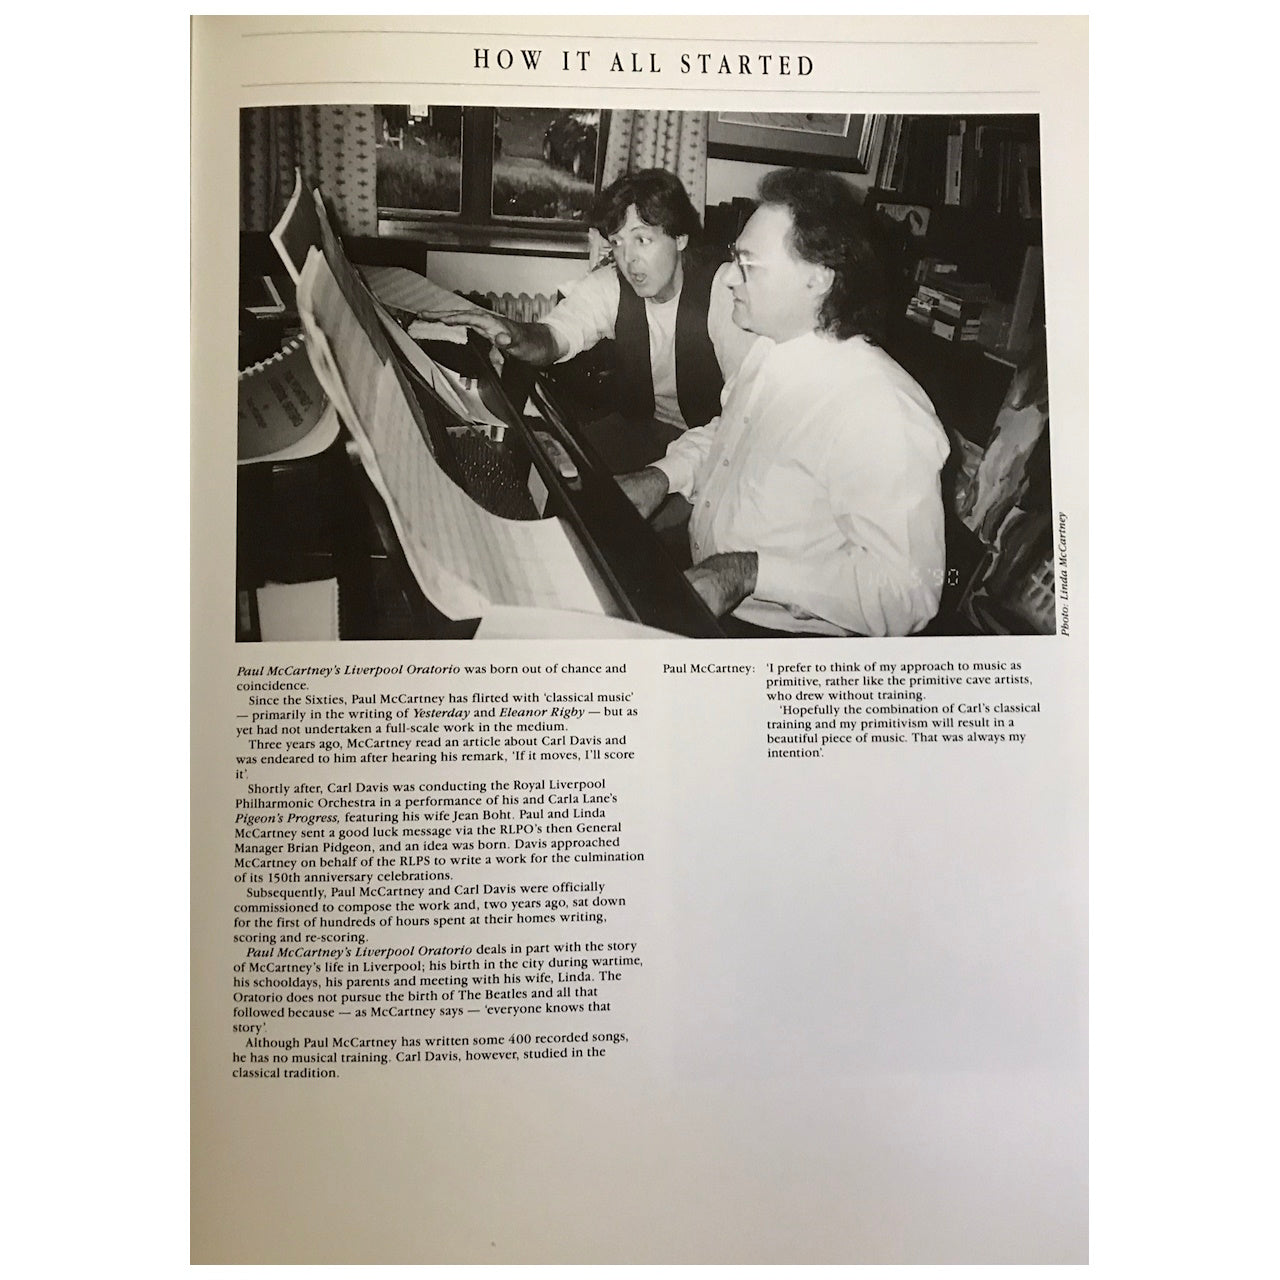 HOW IT ALL STARTED
Photo: Linda McCartney
Paul McCartney's Liverpool Oratorio was born out of chance and
coincidence.
Since the Sixties, Paul McCartney has flirted with 'classical music'
— primarily in the writing of Yesterday and Eleanor Rigby — but as
yet had not undertaken a full-scale work in the medium.
Three years ago, McCartney read an article about Carl Davis and
was endeared to him after hearing his remark, 'If it moves, I'll score
it'.
Shortly after, Carl Davis was conducting the Royal Liverpool
Philharmonic Orchestra in a performance of his and Carla Lane's
Pigeon's Progress, featuring his wife Jean Boht. Paul and Linda
McCartney sent a good luck message via the RLPO's then General
Manager Brian Pidgeon, and an idea was born. Davis approached
McCartney on behalf of the RLPS to write a work for the culmination
of its 150th anniversary celebrations.
Subsequently, Paul McCartney and Carl Davis were officially
commissioned to compose the work and, two years ago, sat down
for the first of hundreds of hours spent at their homes writing,
scoring and re-scoring.
Paul McCartney's Liverpool Oratorio deals in part with the story
of McCartney's life in Liverpool; his birth in the city during wartime,
his schooldays, his parents and meeting with his wife, Linda. The
Oratorio does not pursue the birth of The Beatles and all that
followed because — as McCartney says — 'everyone knows that
story'.
Although Paul McCartney has written some 400 recorded songs,
he has no musical training. Carl Davis, however, studied in the
classical tradition.
Paul McCartney: 'I prefer to think of my approach to music as
primitive, rather like the primitive cave artists,
who drew without training.
'Hopefully the combination of Carl's classical
training and my primitivism will result in a
beautiful piece of music. That was always my
intention'.